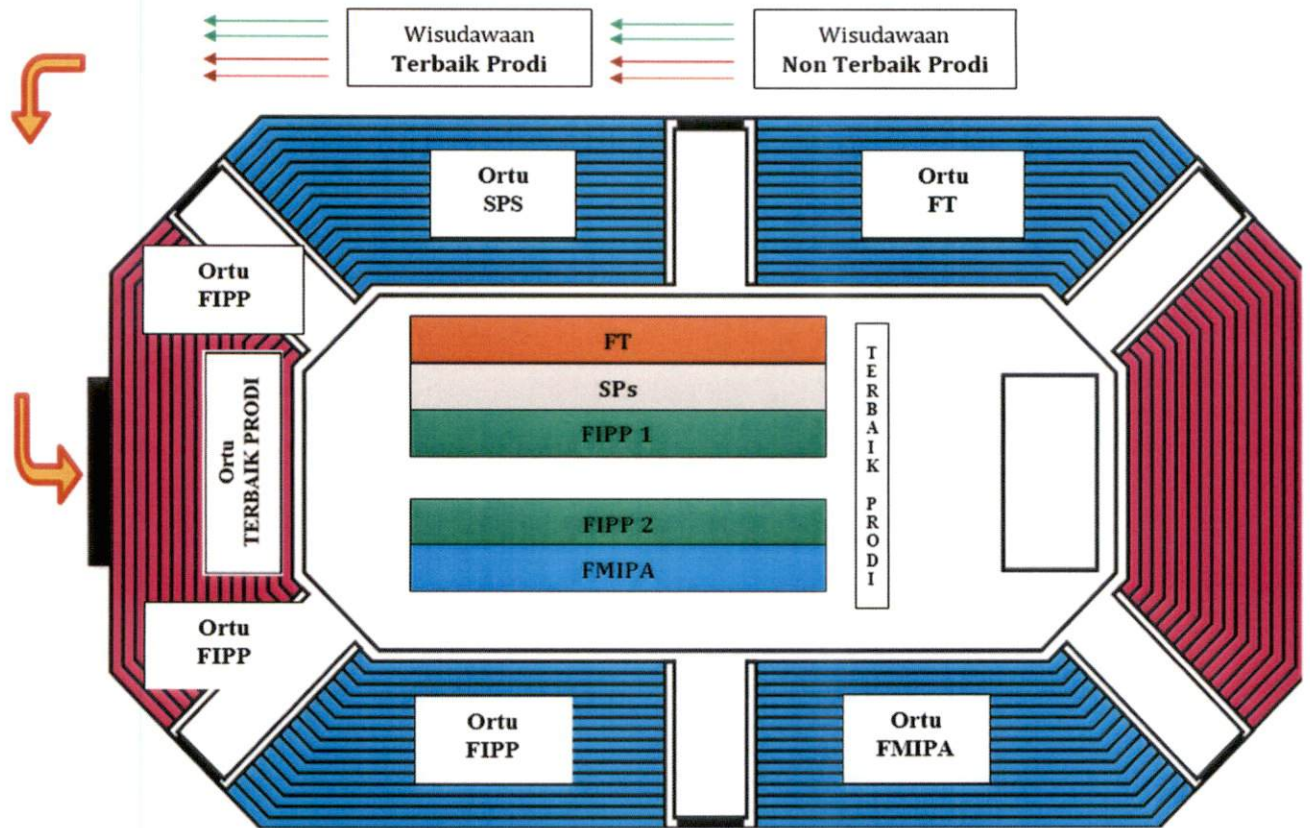 Wisudawaan
Terbaik Prodi
Wisudawaan
Non Terbaik Prodi
Ortu
SPS
Ortu
FT
Ortu
FIPP
FT
SPs
FIPP 1
TERBAIK PRODI
Ortu
TERBAIK PRODI
FIPP 2
FMIPA
Ortu
FIPP
Ortu
FIPP
Ortu
FMIPA